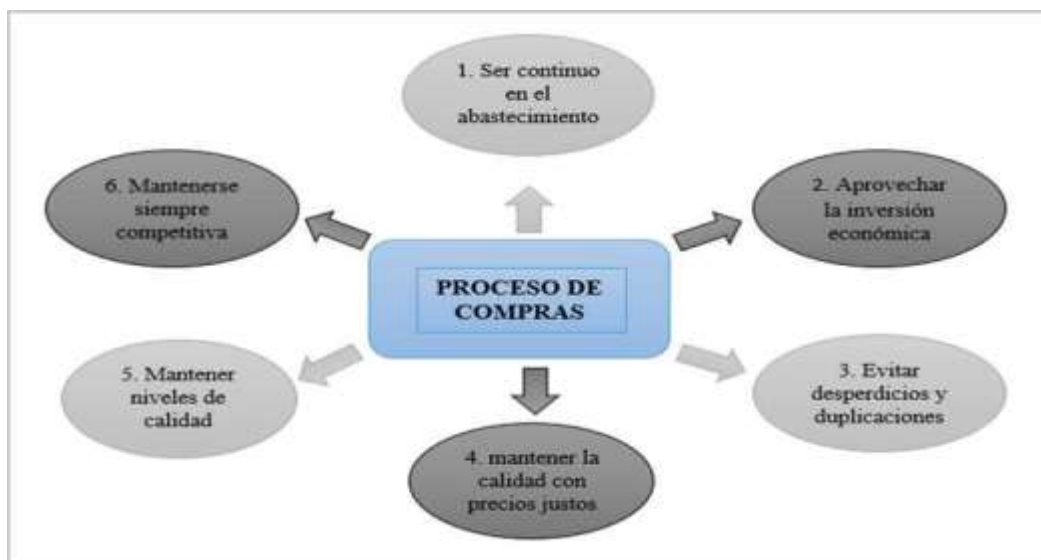 1. Ser continuo
en el
abastecimiento
6. Mantenerse
siempre
competitiva
2. Aprovechar
la inversión
económica
PROCESO DE
COMPRAS
5. Mantener
niveles de
calidad
3. Evitar
desperdicios y
duplicaciones
4. mantener la
calidad con
precios justos